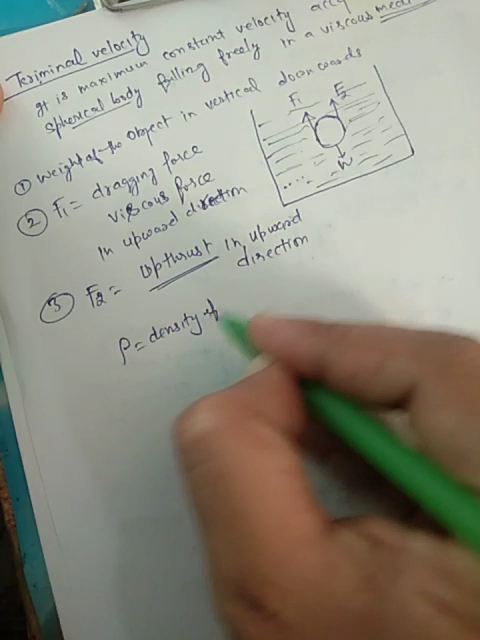 Terminal velocity
It is maximum constant velocity
spherical body falling freely in a viscous
① weight of the object in vertical downwards
② F₁ = dragging force
viscous force
in upward direction
③ F₂ = upthrust in upward
direction
ρ = density of
F₁
F₂
W